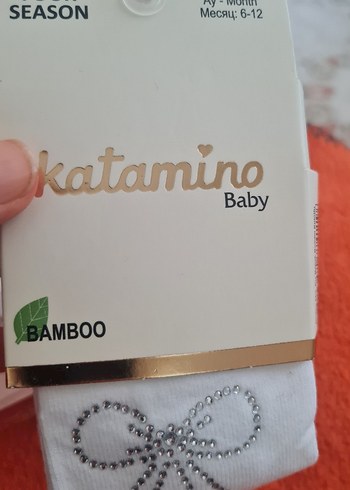 SEASON
Ay - Month
Месяц: 6-12
katamino
Baby
BAMBOO